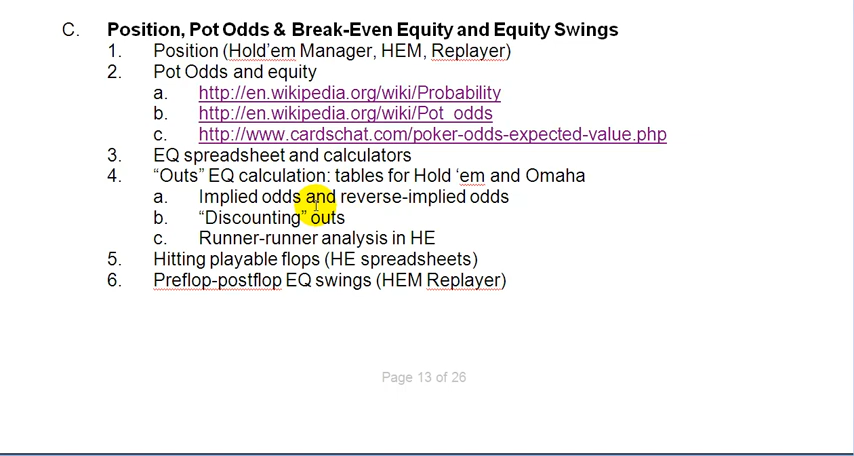 C. Position, Pot Odds & Break-Even Equity and Equity Swings
1. Position (Hold’em Manager, HEM, Replayer)
2. Pot Odds and equity
a. http://en.wikipedia.org/wiki/Probability
b. http://en.wikipedia.org/wiki/Pot_odds
c. http://www.cardschat.com/poker-odds-expected-value.php
3. EQ spreadsheet and calculators
4. “Outs” EQ calculation: tables for Hold ‘em and Omaha
a. Implied odds and reverse-implied odds
b. “Discounting” outs
c. Runner-runner analysis in HE
5. Hitting playable flops (HE spreadsheets)
6. Preflop-postflop EQ swings (HEM Replayer)
Page 13 of 26